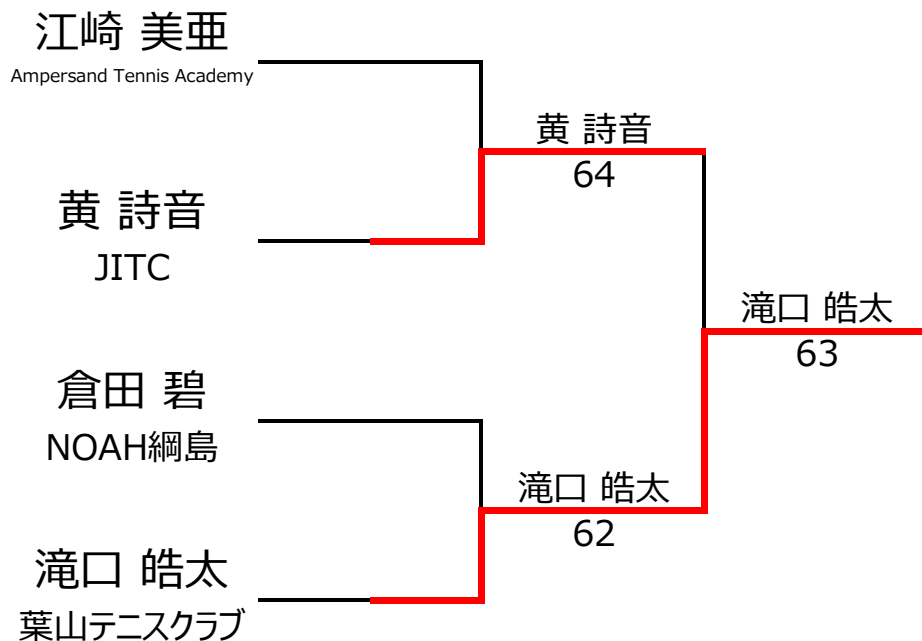 江崎 美亜
Ampersand Tennis Academy
黄 詩音
64
黄 詩音
JITC
滝口 皓太
63
倉田 碧
NOAH綱島
滝口 皓太
62
滝口 皓太
葉山テニスクラブ